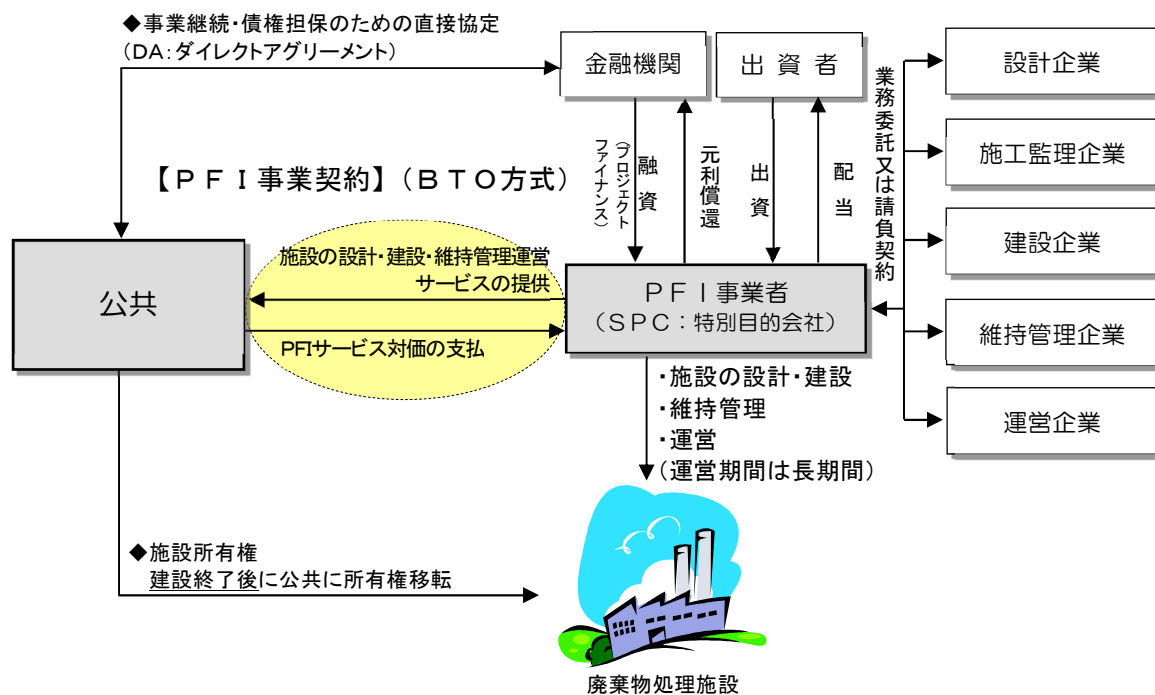 ◆事業継続・債権担保のための直接協定
(DA:ダイレクトアグリーメント)
金融機関
出 資 者
業務委託又は請負契約
設計企業
施工監理企業
建設企業
維持管理企業
運営企業
融資
(プロジェクト
ファイナンス)
元利償還
出資
配当
【PFI事業契約】(BTO方式)
公共
施設の設計・建設・維持管理運営
サービスの提供
PFIサービス対価の支払
PFI事業者
(SPC:特別目的会社)
・施設の設計・建設
・維持管理
・運営
(運営期間は長期間)
◆施設所有権
建設終了後に公共に所有権移転
廃棄物処理施設